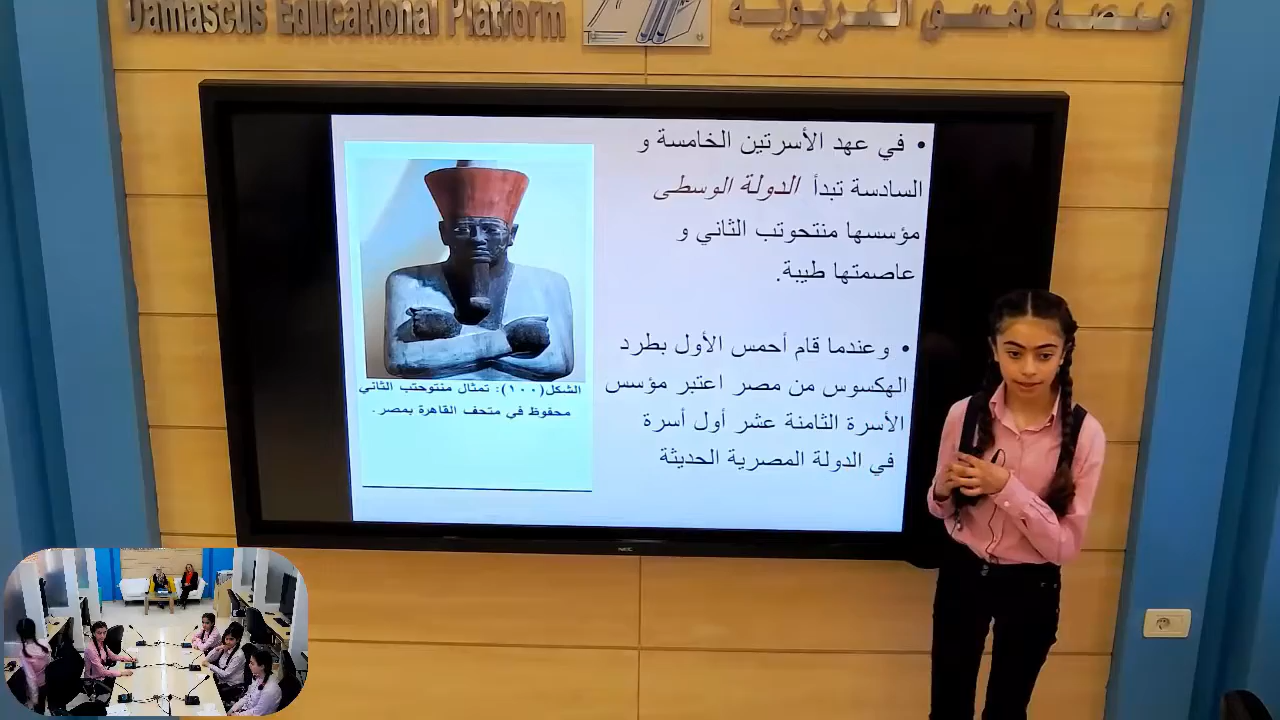 Damascus Educational Platform
منصة دمشق التربوية
• في عهد الأسرتين الخامسة و
السادسة تبدأ الدولة الوسطى
مؤسسها منتحوتب الثاني و
عاصمتها طيبة.
• وعندما قام أحمس الأول بطرد
الهكسوس من مصر اعتبر مؤسس
الأسرة الثامنة عشر أول أسرة
في الدولة المصرية الحديثة
الشكل(١٠٠): تمثال منتوحتب الثاني
محفوظ في متحف القاهرة بمصر.
NEC